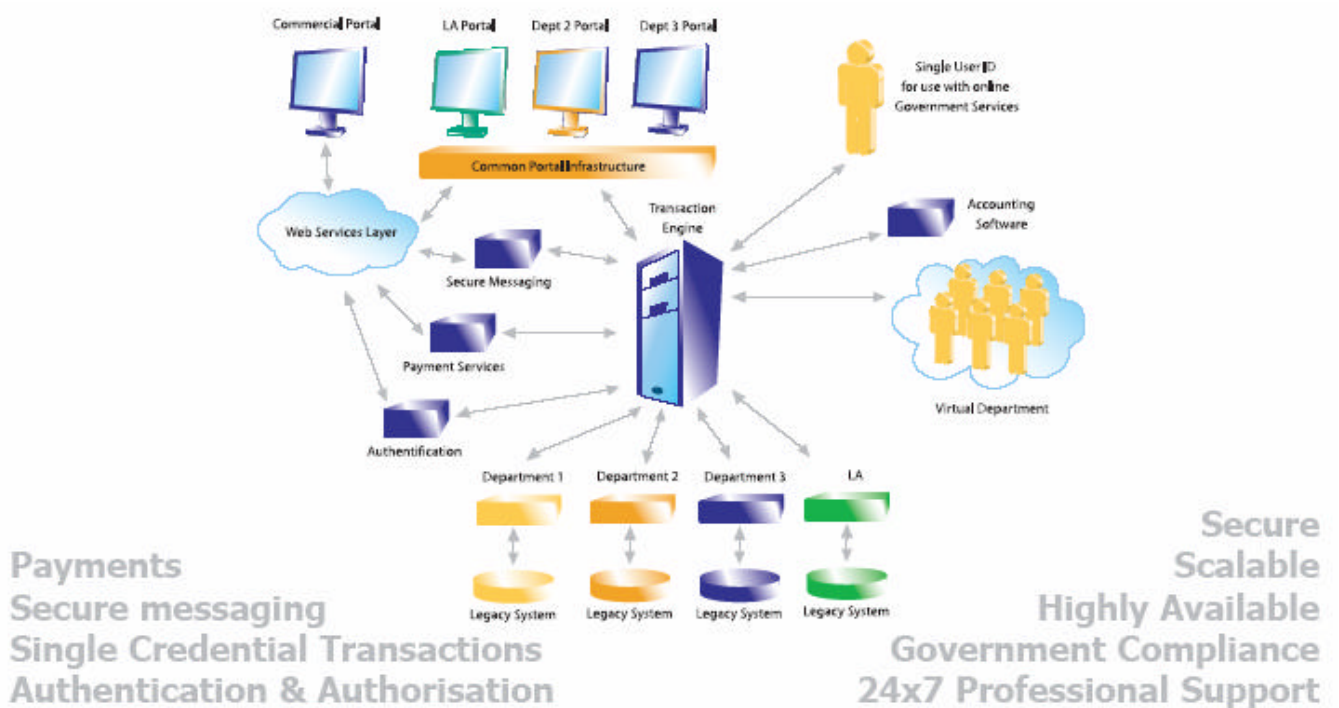 Commercial Portal
LA Portal
Dept 2 Portal
Dept 3 Portal
Single User ID
for use with online
Government Services
Common Portal Infrastructure
Transaction
Engine
Accounting
Software
Web Services Layer
Secure Messaging
Payment Services
Virtual Department
Authentification
Department 1
Department 2
Department 3
LA
Legacy System
Legacy System
Legacy System
Legacy System
Payments
Secure messaging
Single Credential Transactions
Authentication & Authorisation
Secure
Scalable
Highly Available
Government Compliance
24x7 Professional Support